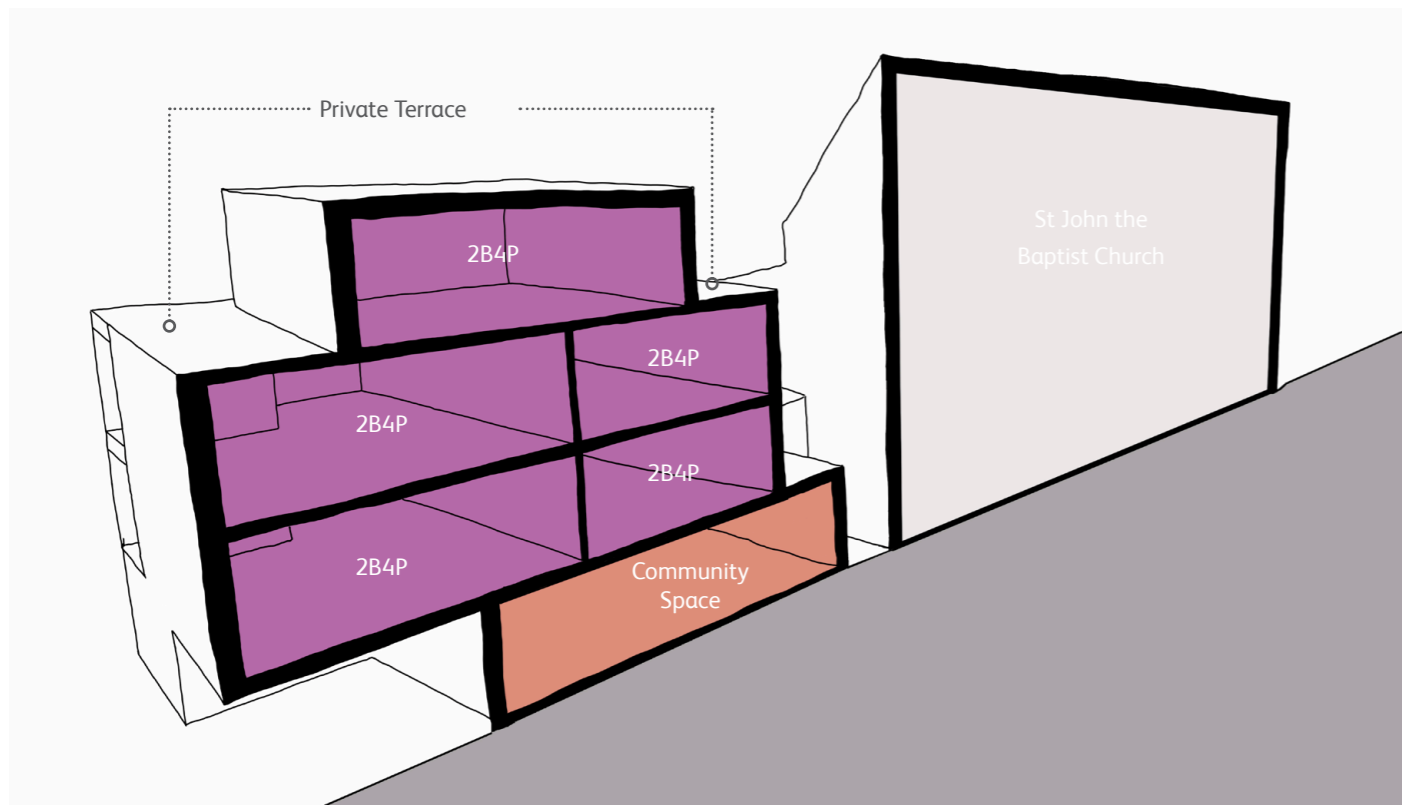 Private Terrace
St John the
Baptist Church
2B4P
2B4P
2B4P
2B4P
2B4P
Community
Space